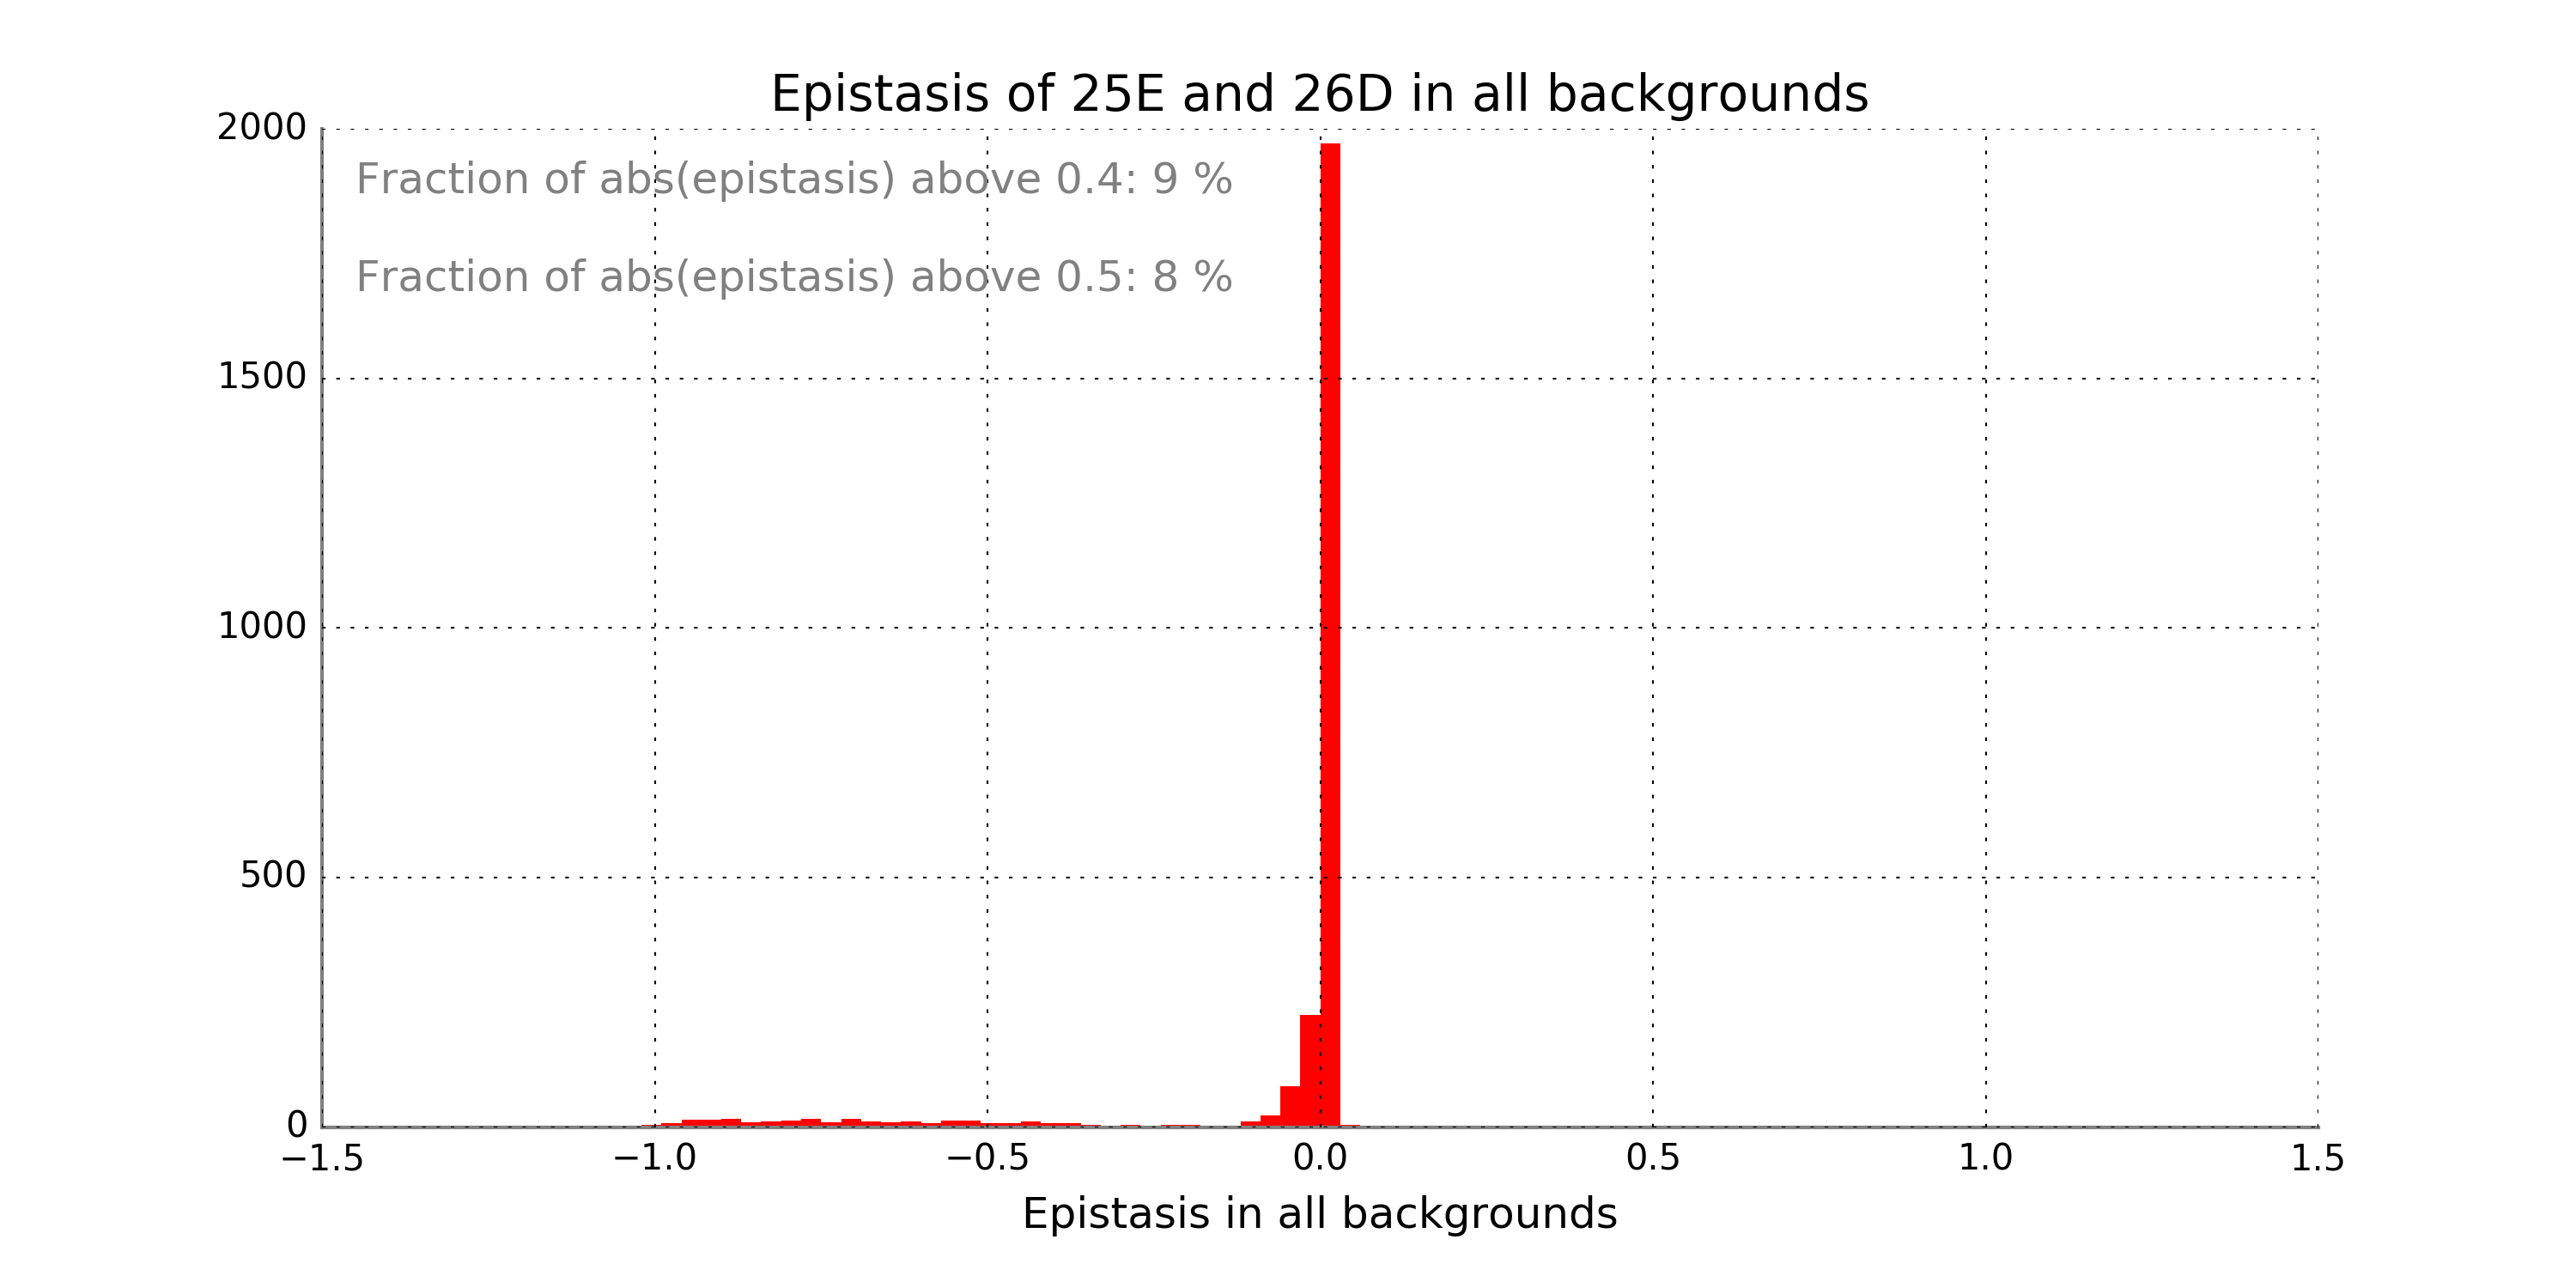 Epistasis of 25E and 26D in all backgrounds
2000
Fraction of abs(epistasis) above 0.4: 9 %
Fraction of abs(epistasis) above 0.5: 8 %
1500
1000
500
0
−1.5 −1.0 −0.5 0.0 0.5 1.0 1.5
Epistasis in all backgrounds